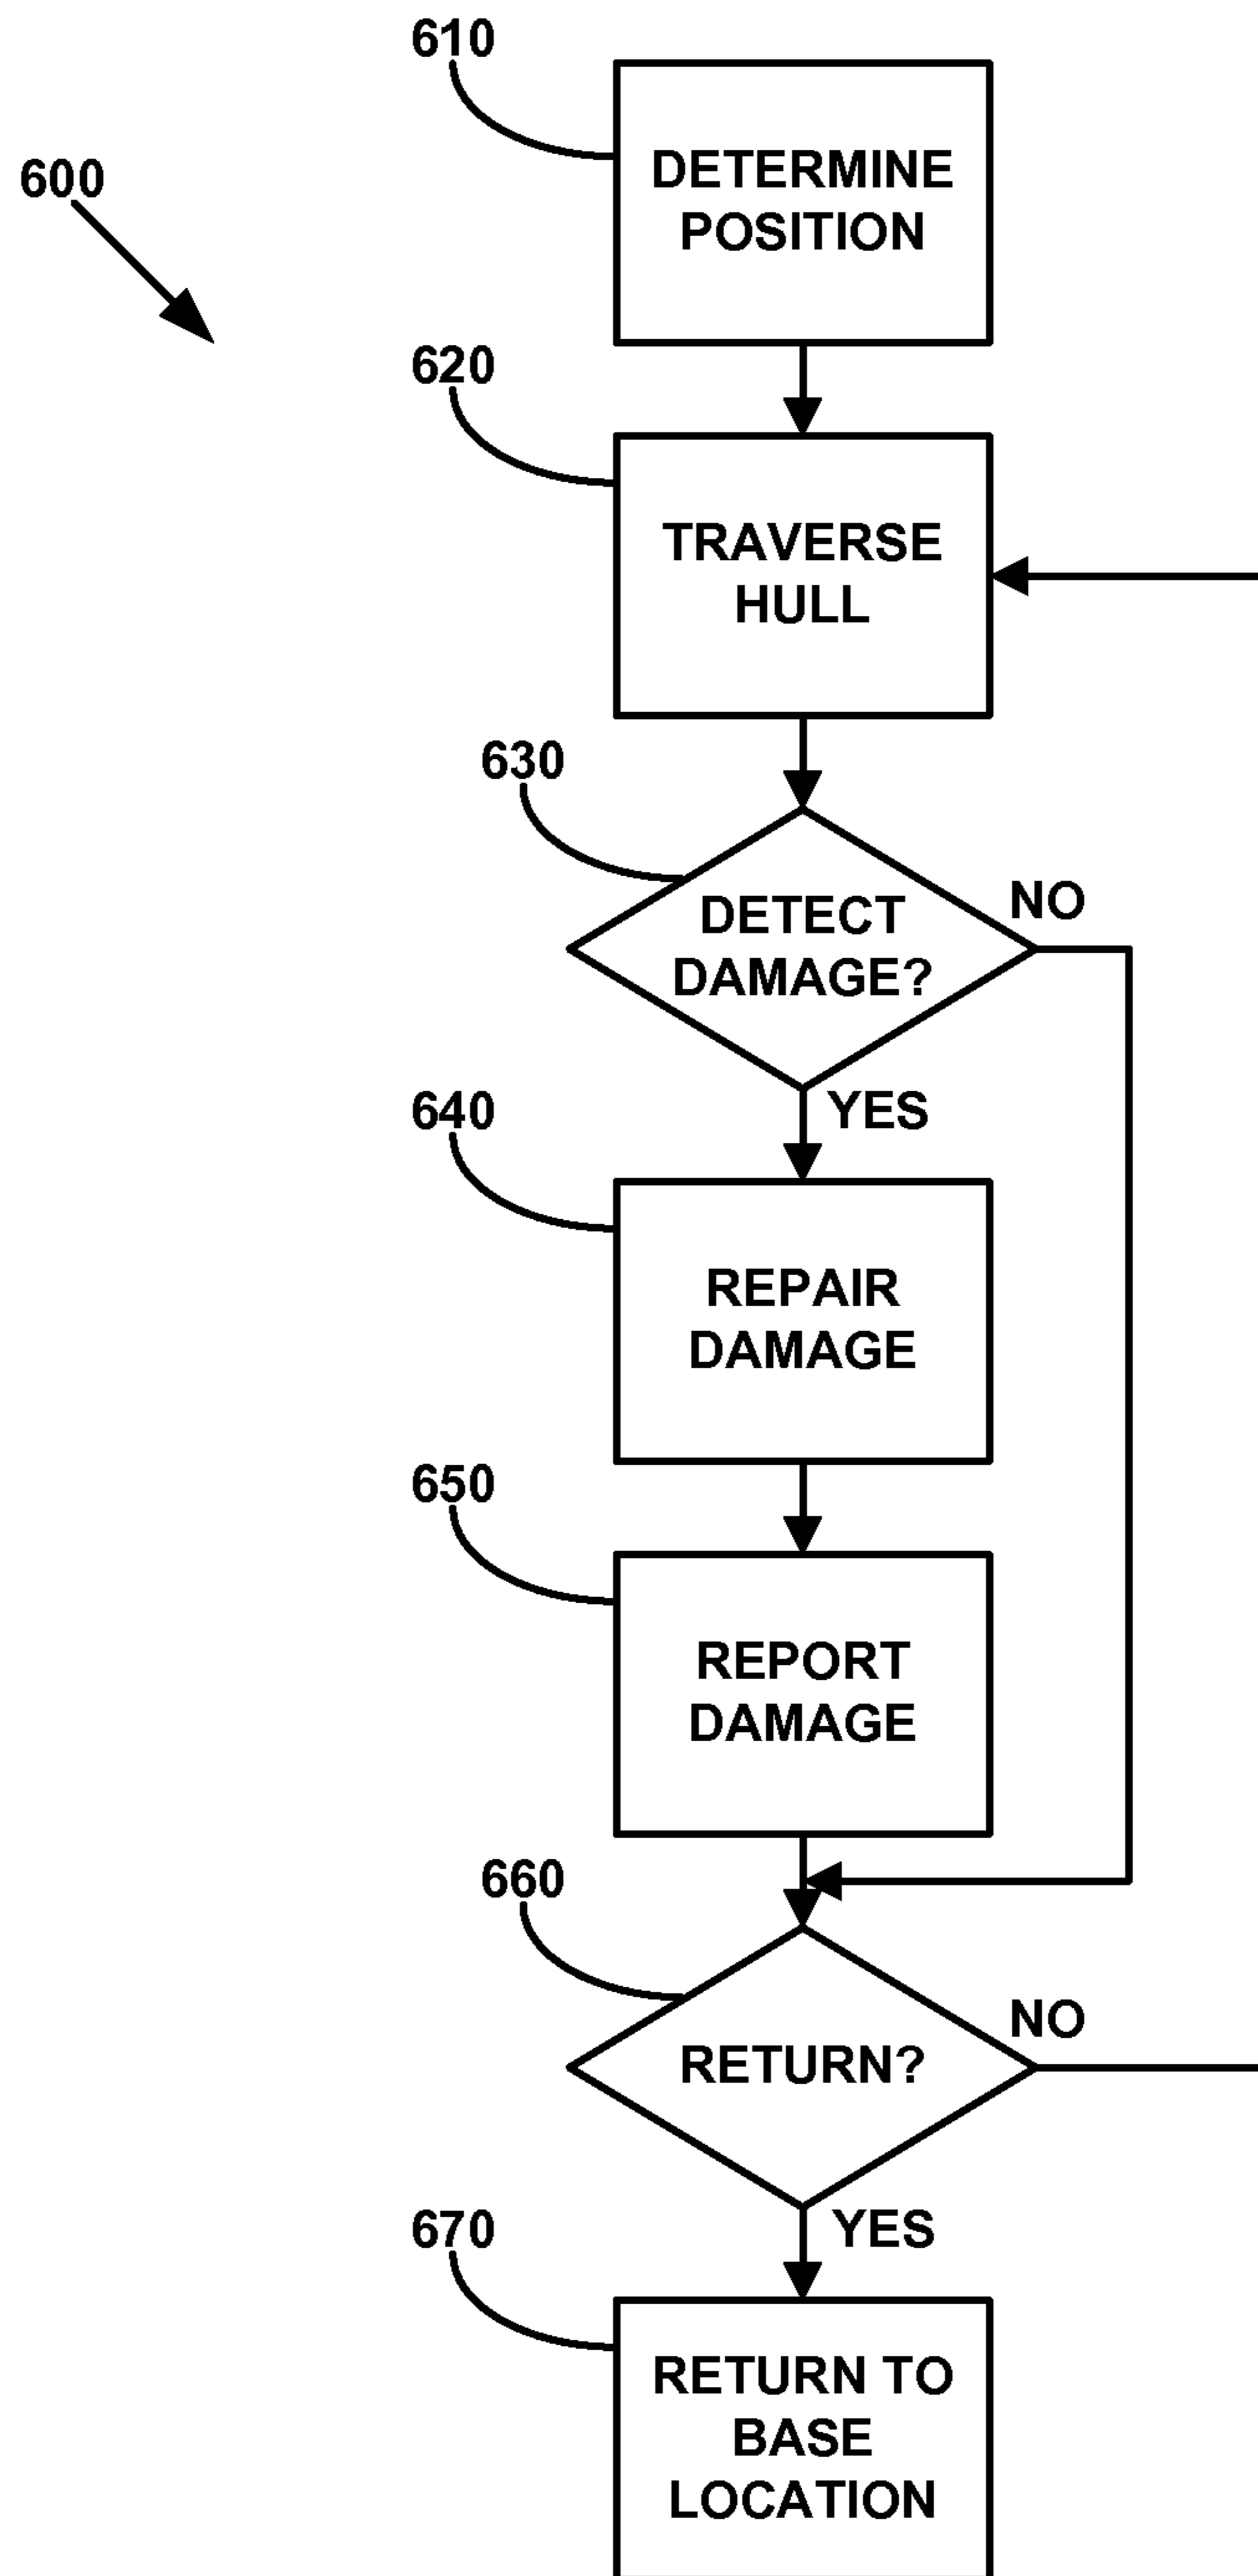 610
DETERMINE
POSITION
600
620
TRAVERSE
HULL
630
DETECT
DAMAGE?
NO
YES
640
REPAIR
DAMAGE
650
REPORT
DAMAGE
660
RETURN?
NO
YES
670
RETURN TO
BASE
LOCATION